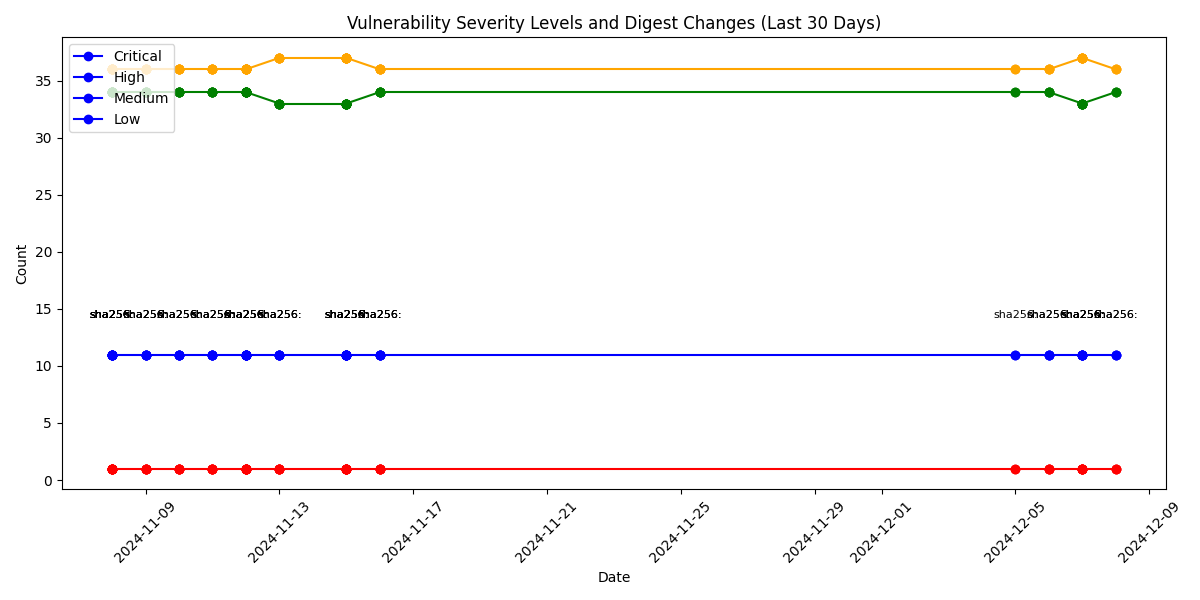 Vulnerability Severity Levels and Digest Changes (Last 30 Days)
Critical
High
Medium
Low
35
30
25
20
15
10
5
0
Count
sha256: sha256: sha256: sha256: sha256: sha256: sha256: sha256: sha256: sha256: sha256: sha256:
2024-11-09 2024-11-13 2024-11-17 2024-11-21 2024-11-25 2024-11-29 2024-12-01 2024-12-05 2024-12-09
Date